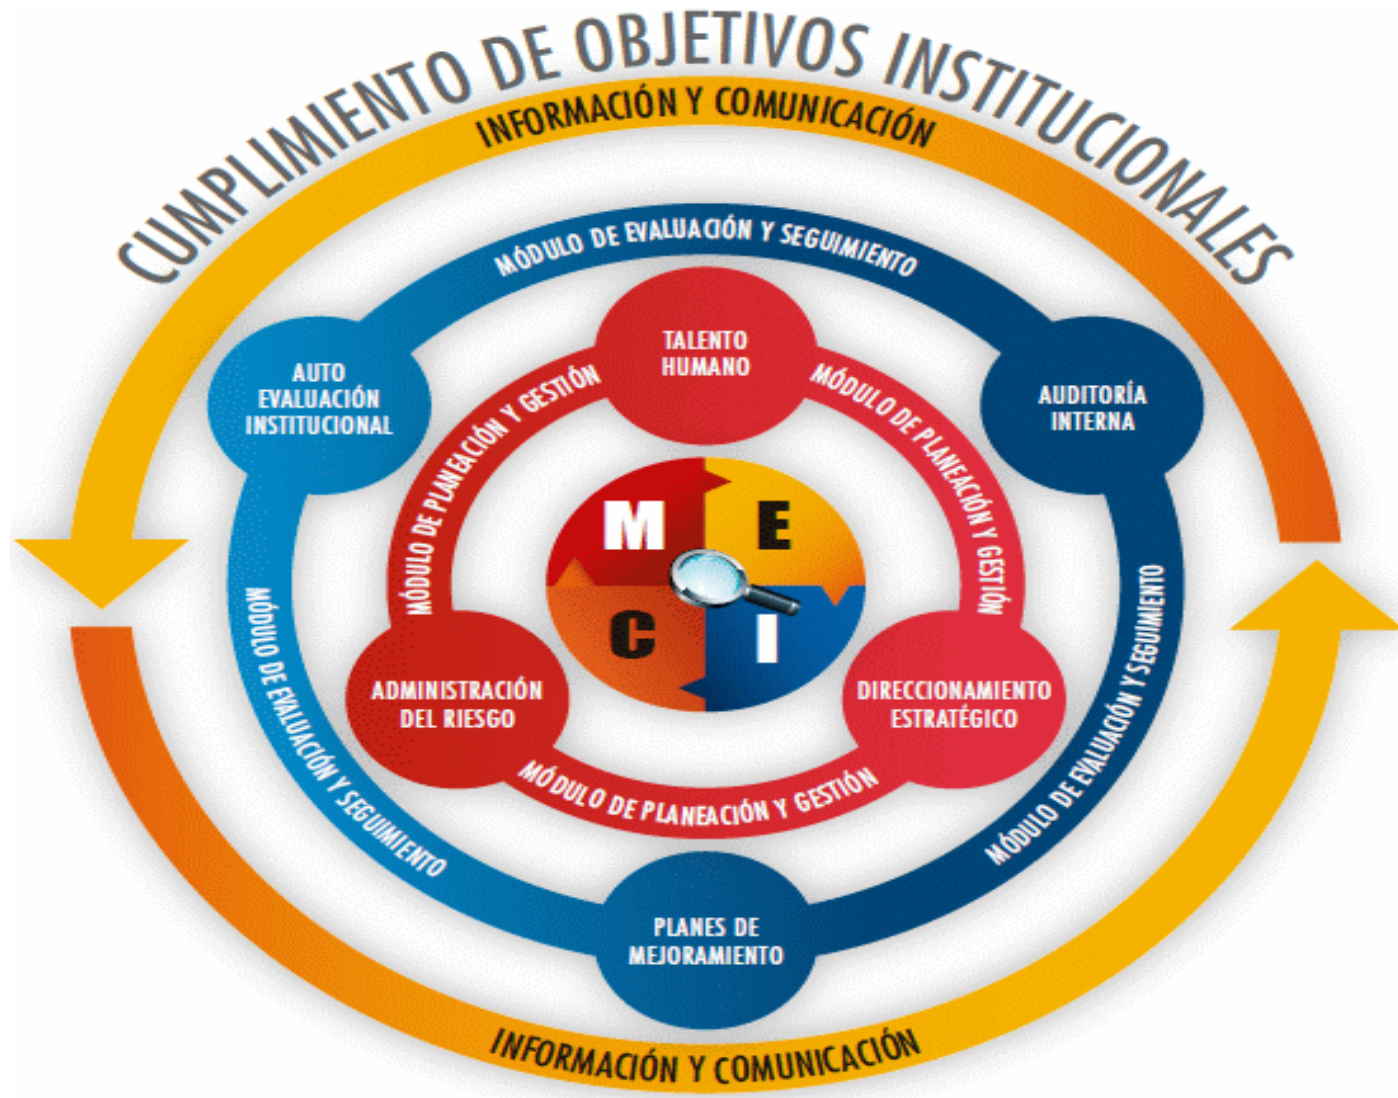 CUMPLIMIENTO DE OBJETIVOS INSTITUCIONALES
INFORMACIÓN Y COMUNICACIÓN
MÓDULO DE EVALUACIÓN Y SEGUIMIENTO
TALENTO
HUMANO
AUTO
EVALUACIÓN
INSTITUCIONAL
AUDITORÍA
INTERNA
MÓDULO DE PLANEACIÓN Y GESTIÓN
MÓDULO DE PLANEACIÓN Y GESTIÓN
M E
C I
MÓDULO DE EVALUACIÓN Y SEGUIMIENTO
MÓDULO DE EVALUACIÓN Y SEGUIMIENTO
ADMINISTRACIÓN
DEL RIESGO
DIRECCIONAMIENTO
ESTRATÉGICO
MÓDULO DE PLANEACIÓN Y GESTIÓN
PLANES DE
MEJORAMIENTO
INFORMACIÓN Y COMUNICACIÓN